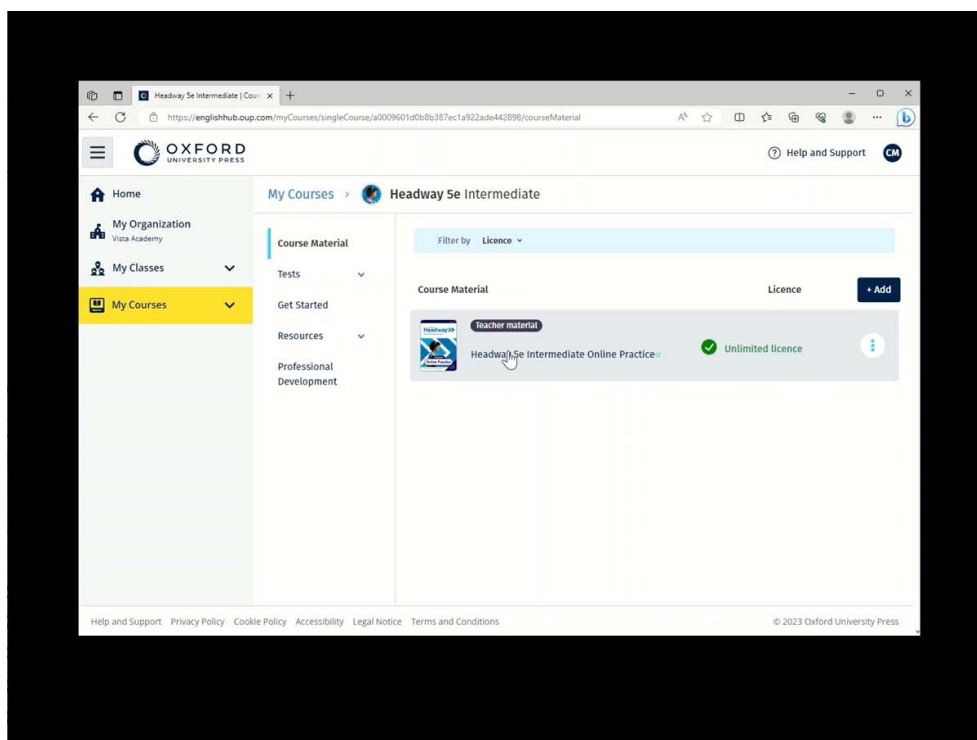 Headway 5e Intermediate | Cour
https://englishhub.oup.com/myCourses/singleCourse/a0009601d0b8b387ec1a922ade442898/courseMaterial
OXFORD
UNIVERSITY PRESS
Help and Support
CM
Home
My Organization
Vista Academy
My Classes
My Courses
My Courses > Headway 5e Intermediate
Course Material
Tests
Get Started
Resources
Professional
Development
Filter by Licence
Course Material Licence + Add
Teacher material
Headway 5e Intermediate Online Practice
Unlimited licence
Help and Support Privacy Policy Cookie Policy Accessibility Legal Notice Terms and Conditions © 2023 Oxford University Press